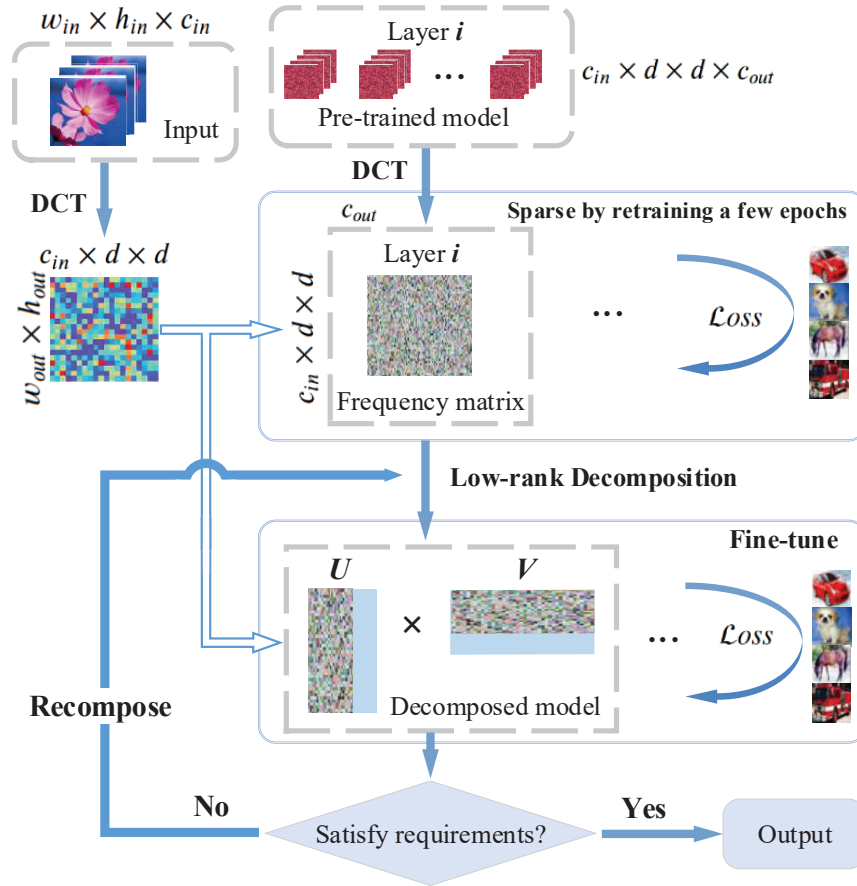 w_in × h_in × c_in
Input
Layer i
...
Pre-trained model
c_in × d × d × c_out
DCT
DCT
c_in × d × d
w_out × h_out
Sparse by retraining a few epochs
c_out
Layer i
c_in × d × d
Frequency matrix
...
ℒoss
Low-rank Decomposition
Fine-tune
U
V
×
...
ℒoss
Decomposed model
Recompose
No
Satisfy requirements?
Yes
Output